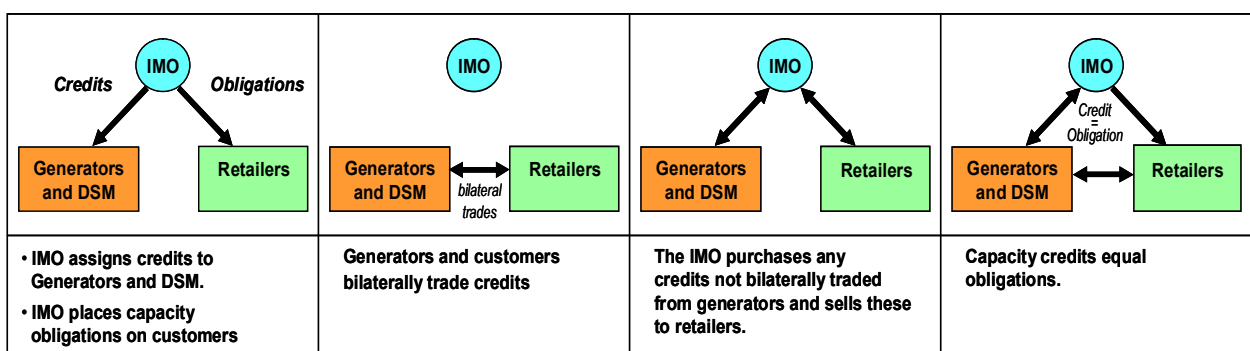 IMO
Credits
Obligations
Generators
and DSM
Retailers
• IMO assigns credits to
Generators and DSM.
• IMO places capacity
obligations on customers
IMO
Generators
and DSM
bilateral
trades
Retailers
Generators and customers
bilaterally trade credits
IMO
Generators
and DSM
Retailers
The IMO purchases any
credits not bilaterally traded
from generators and sells these
to retailers.
IMO
Credit
=
Obligation
Generators
and DSM
Retailers
Capacity credits equal
obligations.